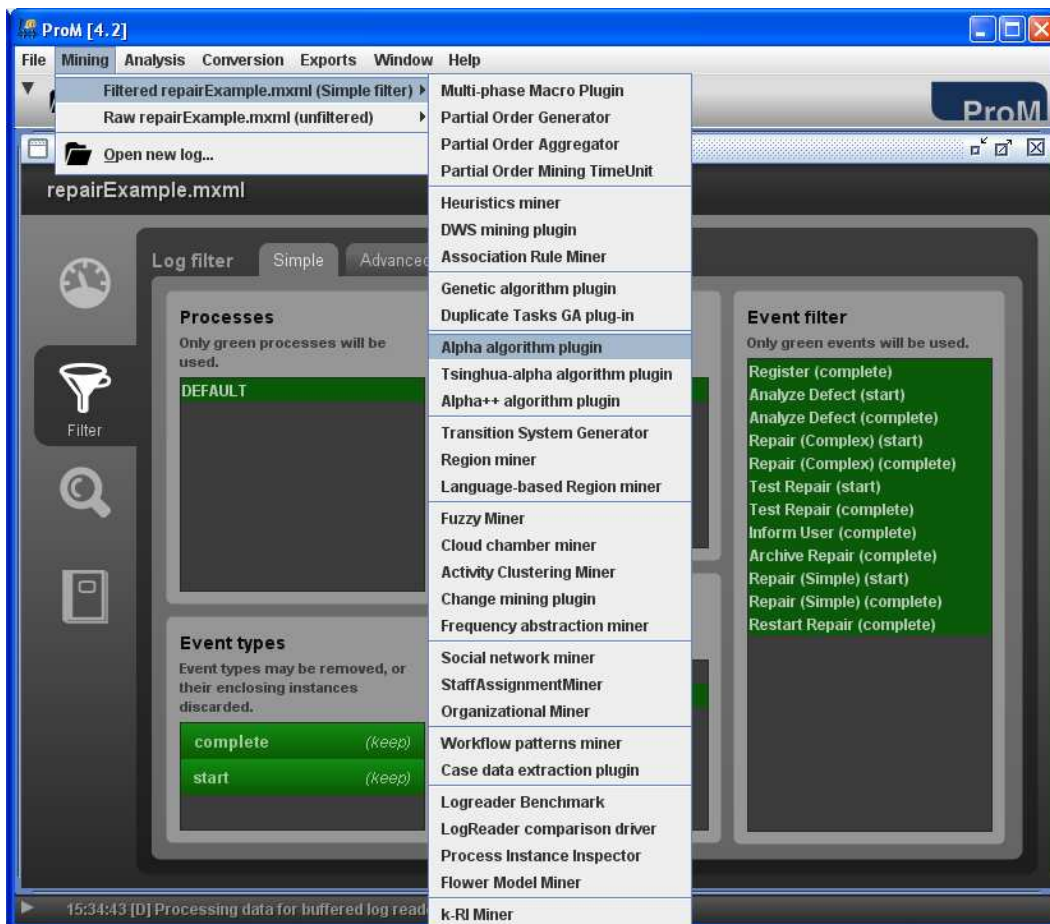 ProM [4.2]
File Mining Analysis Conversion Exports Window Help
Filtered repairExample.mxml (Simple filter)
Raw repairExample.mxml (unfiltered)
Open new log...
ProM
repairExample.mxml
Multi-phase Macro Plugin
Partial Order Generator
Partial Order Aggregator
Partial Order Mining TimeUnit
Heuristics miner
DWS mining plugin
Association Rule Miner
Genetic algorithm plugin
Duplicate Tasks GA plug-in
Alpha algorithm plugin
Tsinghua-alpha algorithm plugin
Alpha++ algorithm plugin
Transition System Generator
Region miner
Language-based Region miner
Fuzzy Miner
Cloud chamber miner
Activity Clustering Miner
Change mining plugin
Frequency abstraction miner
Social network miner
StaffAssignmentMiner
Organizational Miner
Workflow patterns miner
Case data extraction plugin
Logreader Benchmark
LogReader comparison driver
Process Instance Inspector
Flower Model Miner
k-RI Miner
Filter
Log filter Simple Advanced
Processes
Only green processes will be
used.
DEFAULT
Event types
Event types may be removed, or
their enclosing instances
discarded.
complete (keep)
start (keep)
Event filter
Only green events will be used.
Register (complete)
Analyze Defect (start)
Analyze Defect (complete)
Repair (Complex) (start)
Repair (Complex) (complete)
Test Repair (start)
Test Repair (complete)
Inform User (complete)
Archive Repair (complete)
Repair (Simple) (start)
Repair (Simple) (complete)
Restart Repair (complete)
15:34:43 [D] Processing data for buffered log read